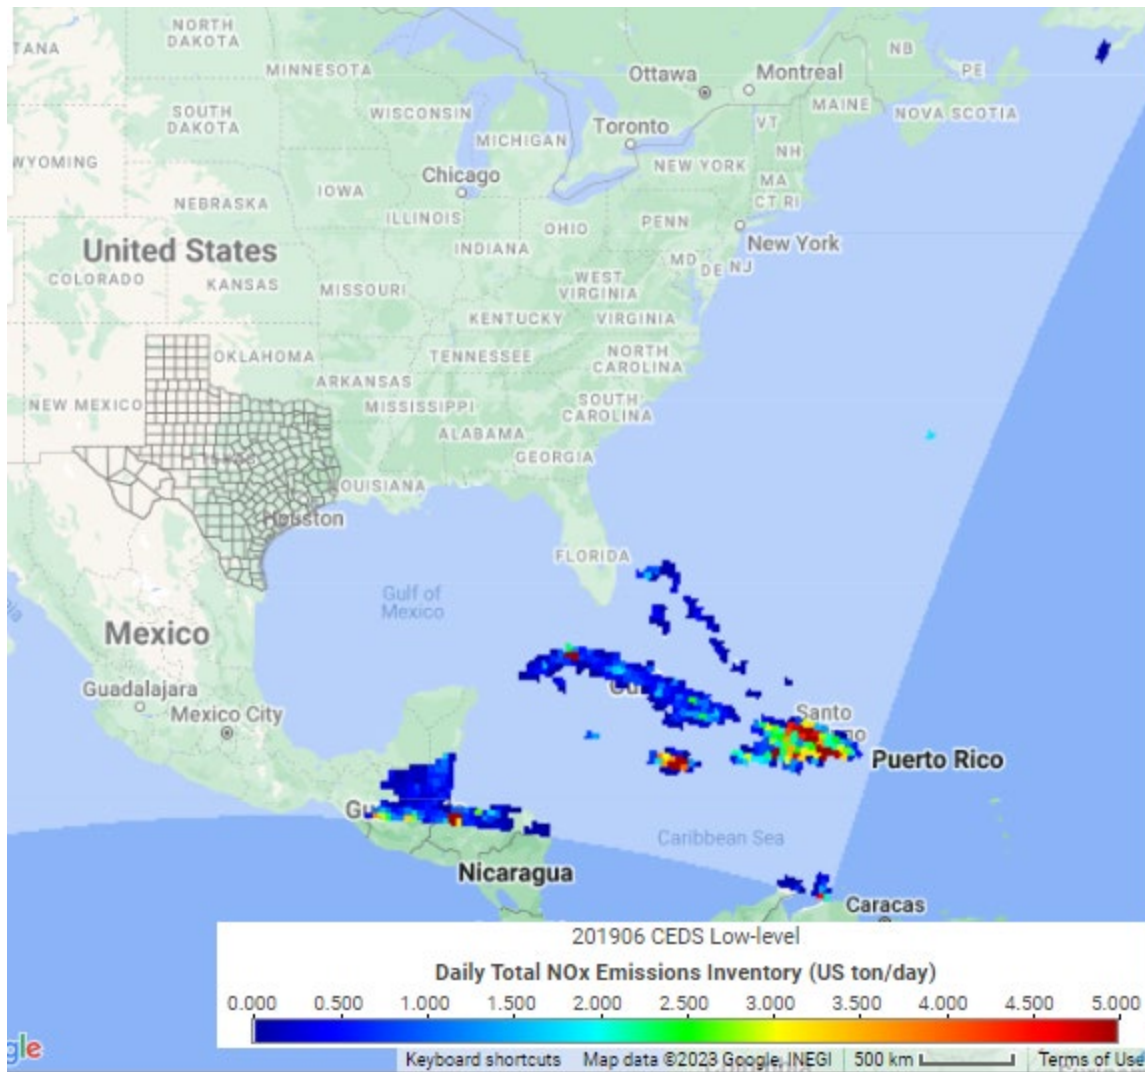 NORTH
DAKOTA
TANA
MINNESOTA
NB
Ottawa
Montreal
PE
MAINE
NOVA SCOTIA
SOUTH
DAKOTA
WISCONSIN
MICHIGAN
Toronto
VT
WYOMING
NEW YORK
NH
Chicago
MA
IOWA
CT RI
NEBRASKA
ILLINOIS
OHIO
PENN
INDIANA
New York
United States
MD
DE
NJ
COLORADO
KANSAS
MISSOURI
WEST
VIRGINIA
KENTUCKY
VIRGINIA
OKLAHOMA
TENNESSEE
NORTH
CAROLINA
ARKANSAS
NEW MEXICO
MISSISSIPPI
SOUTH
CAROLINA
ALABAMA
GEORGIA
LOUISIANA
Houston
FLORIDA
Gulf of
Mexico
Mexico
Guadalajara
Mexico City
Cu
Santo
ngo
Puerto Rico
Gu
Caribbean Sea
Nicaragua
Caracas
201906 CEDS Low-level
Daily Total NOx Emissions Inventory (US ton/day)
0.000 0.500 1.000 1.500 2.000 2.500 3.000 3.500 4.000 4.500 5.000
gle
Keyboard shortcuts Map data ©2023 Google, INEGI 500 km Terms of Use